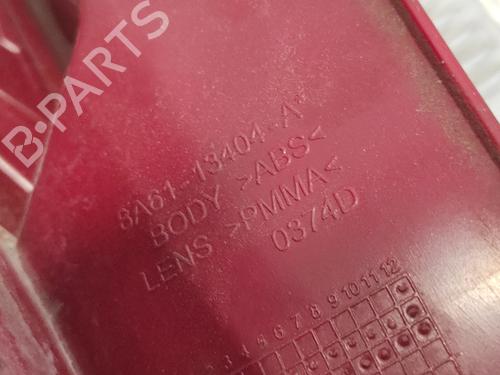 B-PARTS
8A61-13404-A
BODY >ABS<
LENS >PMMA<
0374D
3 4 5 6 7 8 9 10 11 12